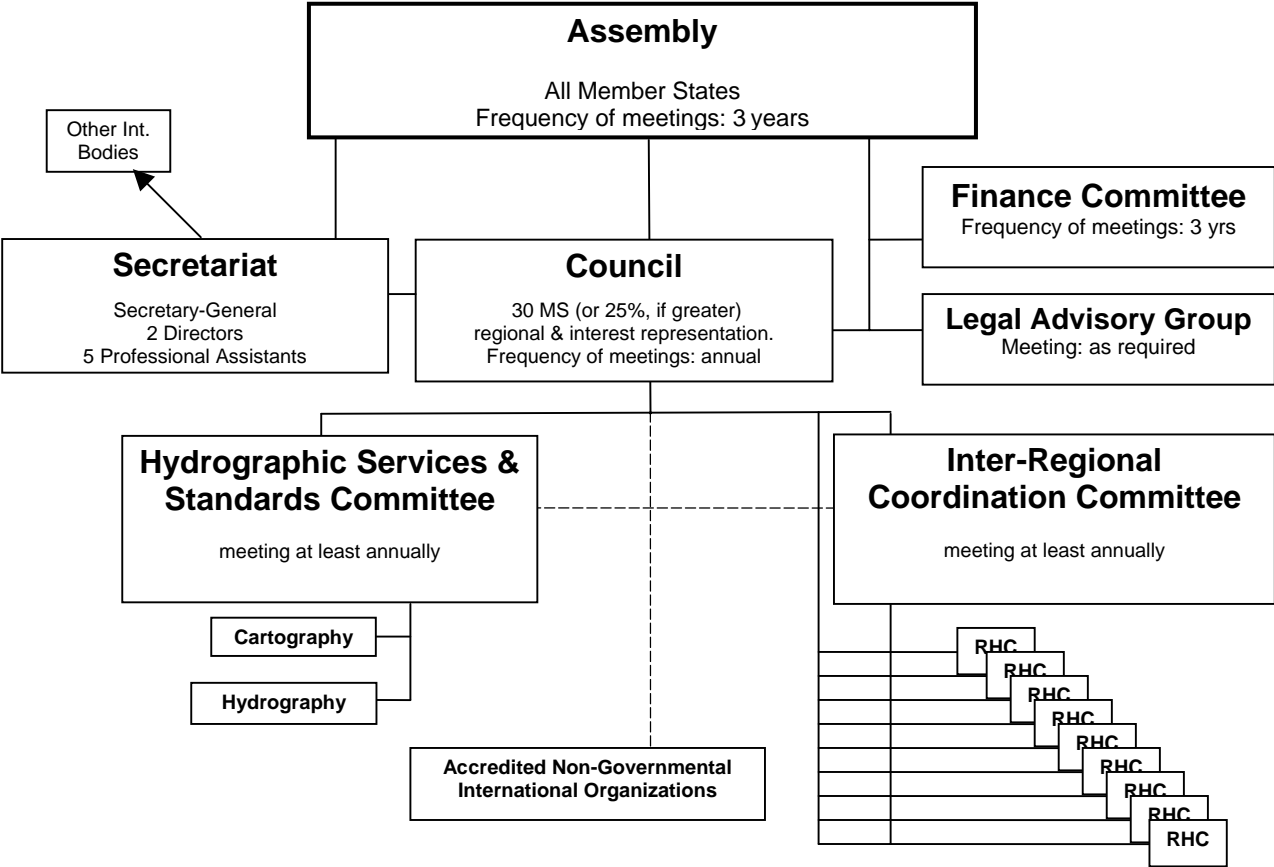 Assembly
All Member States
Frequency of meetings: 3 years
Other Int.
Bodies
Finance Committee
Frequency of meetings: 3 yrs
Secretariat
Secretary-General
2 Directors
5 Professional Assistants
Council
30 MS (or 25%, if greater)
regional & interest representation.
Frequency of meetings: annual
Legal Advisory Group
Meeting: as required
Hydrographic Services &
Standards Committee
meeting at least annually
Inter-Regional
Coordination Committee
meeting at least annually
Cartography
Hydrography
Accredited Non-Governmental
International Organizations
RHC
RHC
RHC
RHC
RHC
RHC
RHC
RHC
RHC